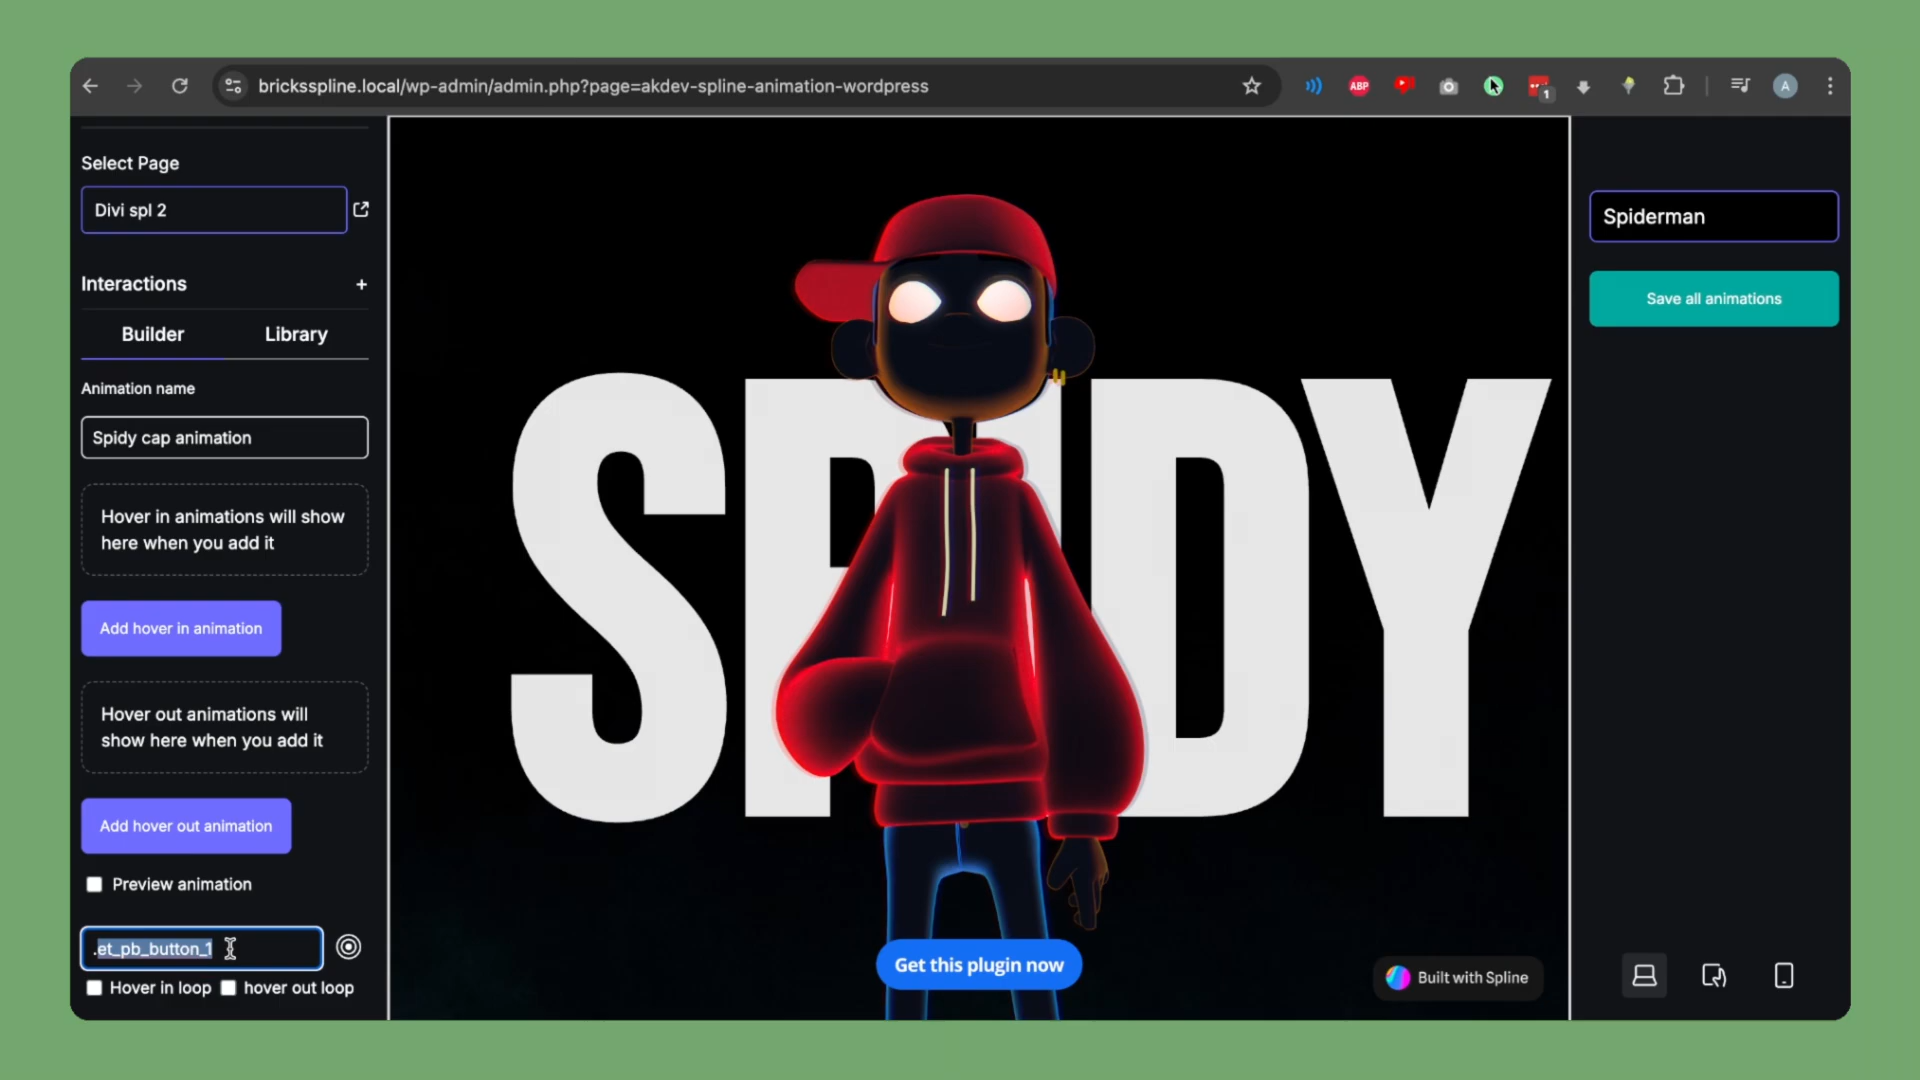 bricksspline.local/wp-admin/admin.php?page=akdev-spline-animation-wordpress
ABP
1
A
Select Page
Divi spl 2
Interactions
+
Builder
Library
Animation name
Spidy cap animation
Hover in animations will show
here when you add it
Add hover in animation
Hover out animations will
show here when you add it
Add hover out animation
Preview animation
.et_pb_button_1
Hover in loop
hover out loop
SPIDY
Get this plugin now
Built with Spline
Spiderman
Save all animations